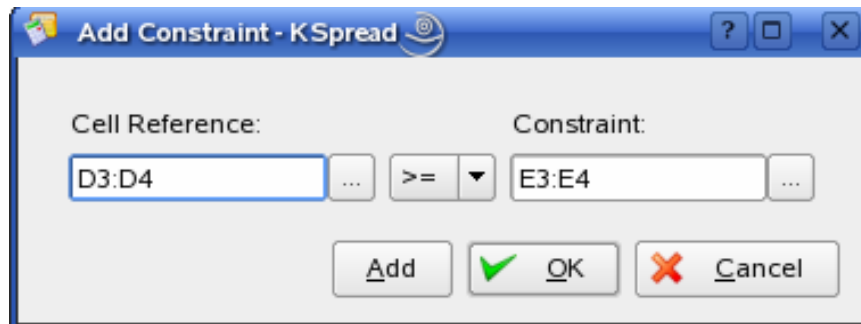 Add Constraint - KSpread
Cell Reference: Constraint:
D3:D4 ... >= E3:E4 ...
Add OK Cancel